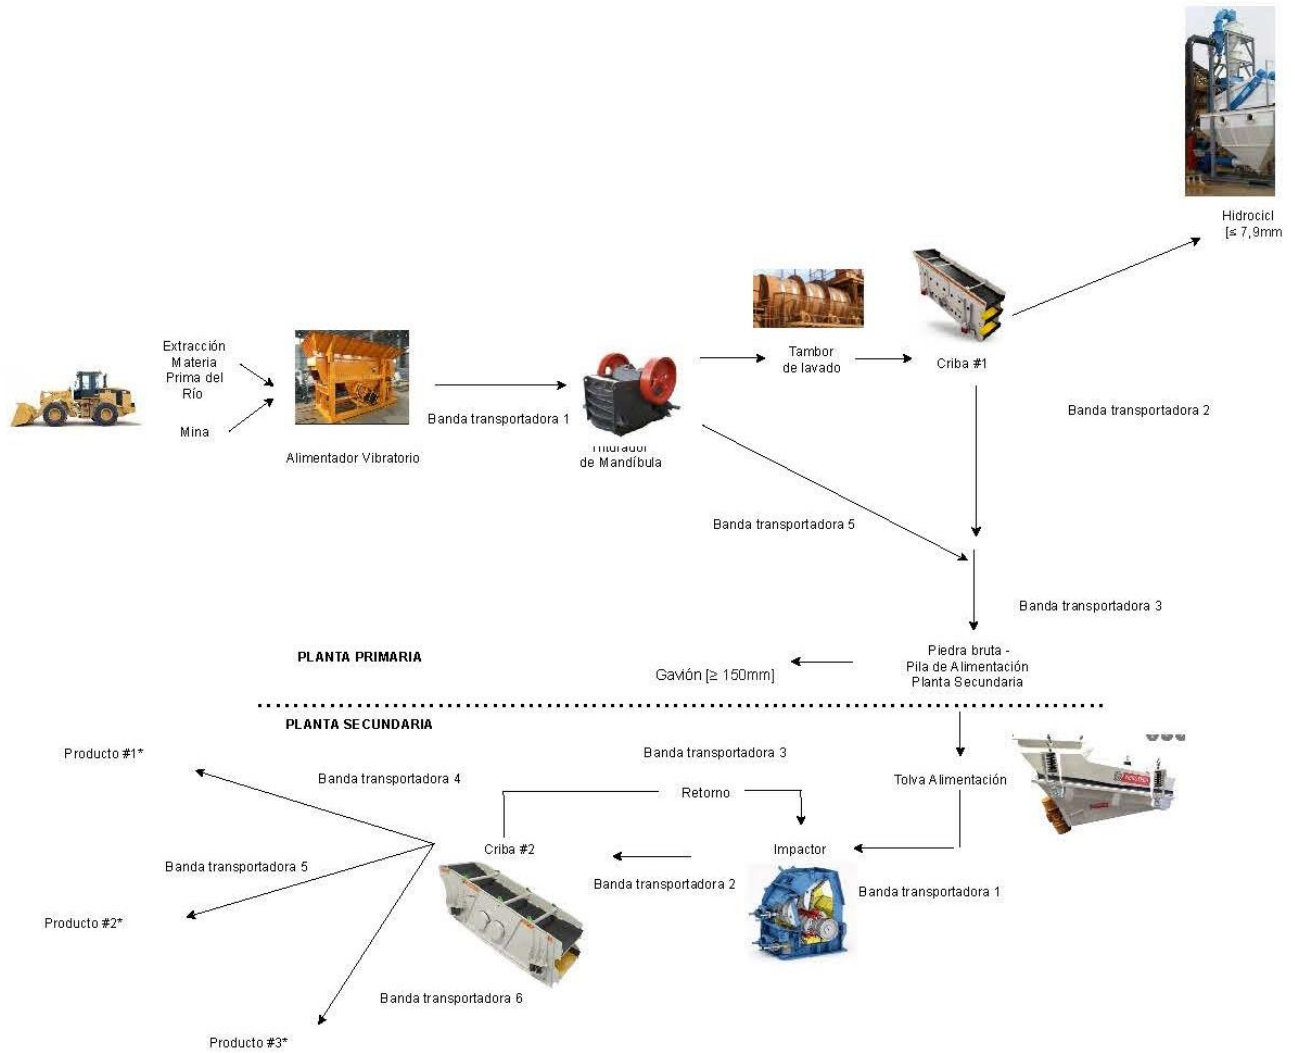 Hidrocicl
[≤ 7,9mm
Extracción
Materia
Prima del
Río
Mina
Alimentador Vibratorio
Banda transportadora 1
Triturador
de Mandíbula
Tambor
de lavado
Criba #1
Banda transportadora 2
Banda transportadora 5
Banda transportadora 3
Piedra bruta -
Pila de Alimentación
Planta Secundaria
Gavión [≥ 150mm]
PLANTA PRIMARIA
PLANTA SECUNDARIA
Producto #1*
Banda transportadora 4
Banda transportadora 3
Retorno
Tolva Alimentación
Criba #2
Impactor
Banda transportadora 5
Banda transportadora 2
Banda transportadora 1
Producto #2*
Banda transportadora 6
Producto #3*